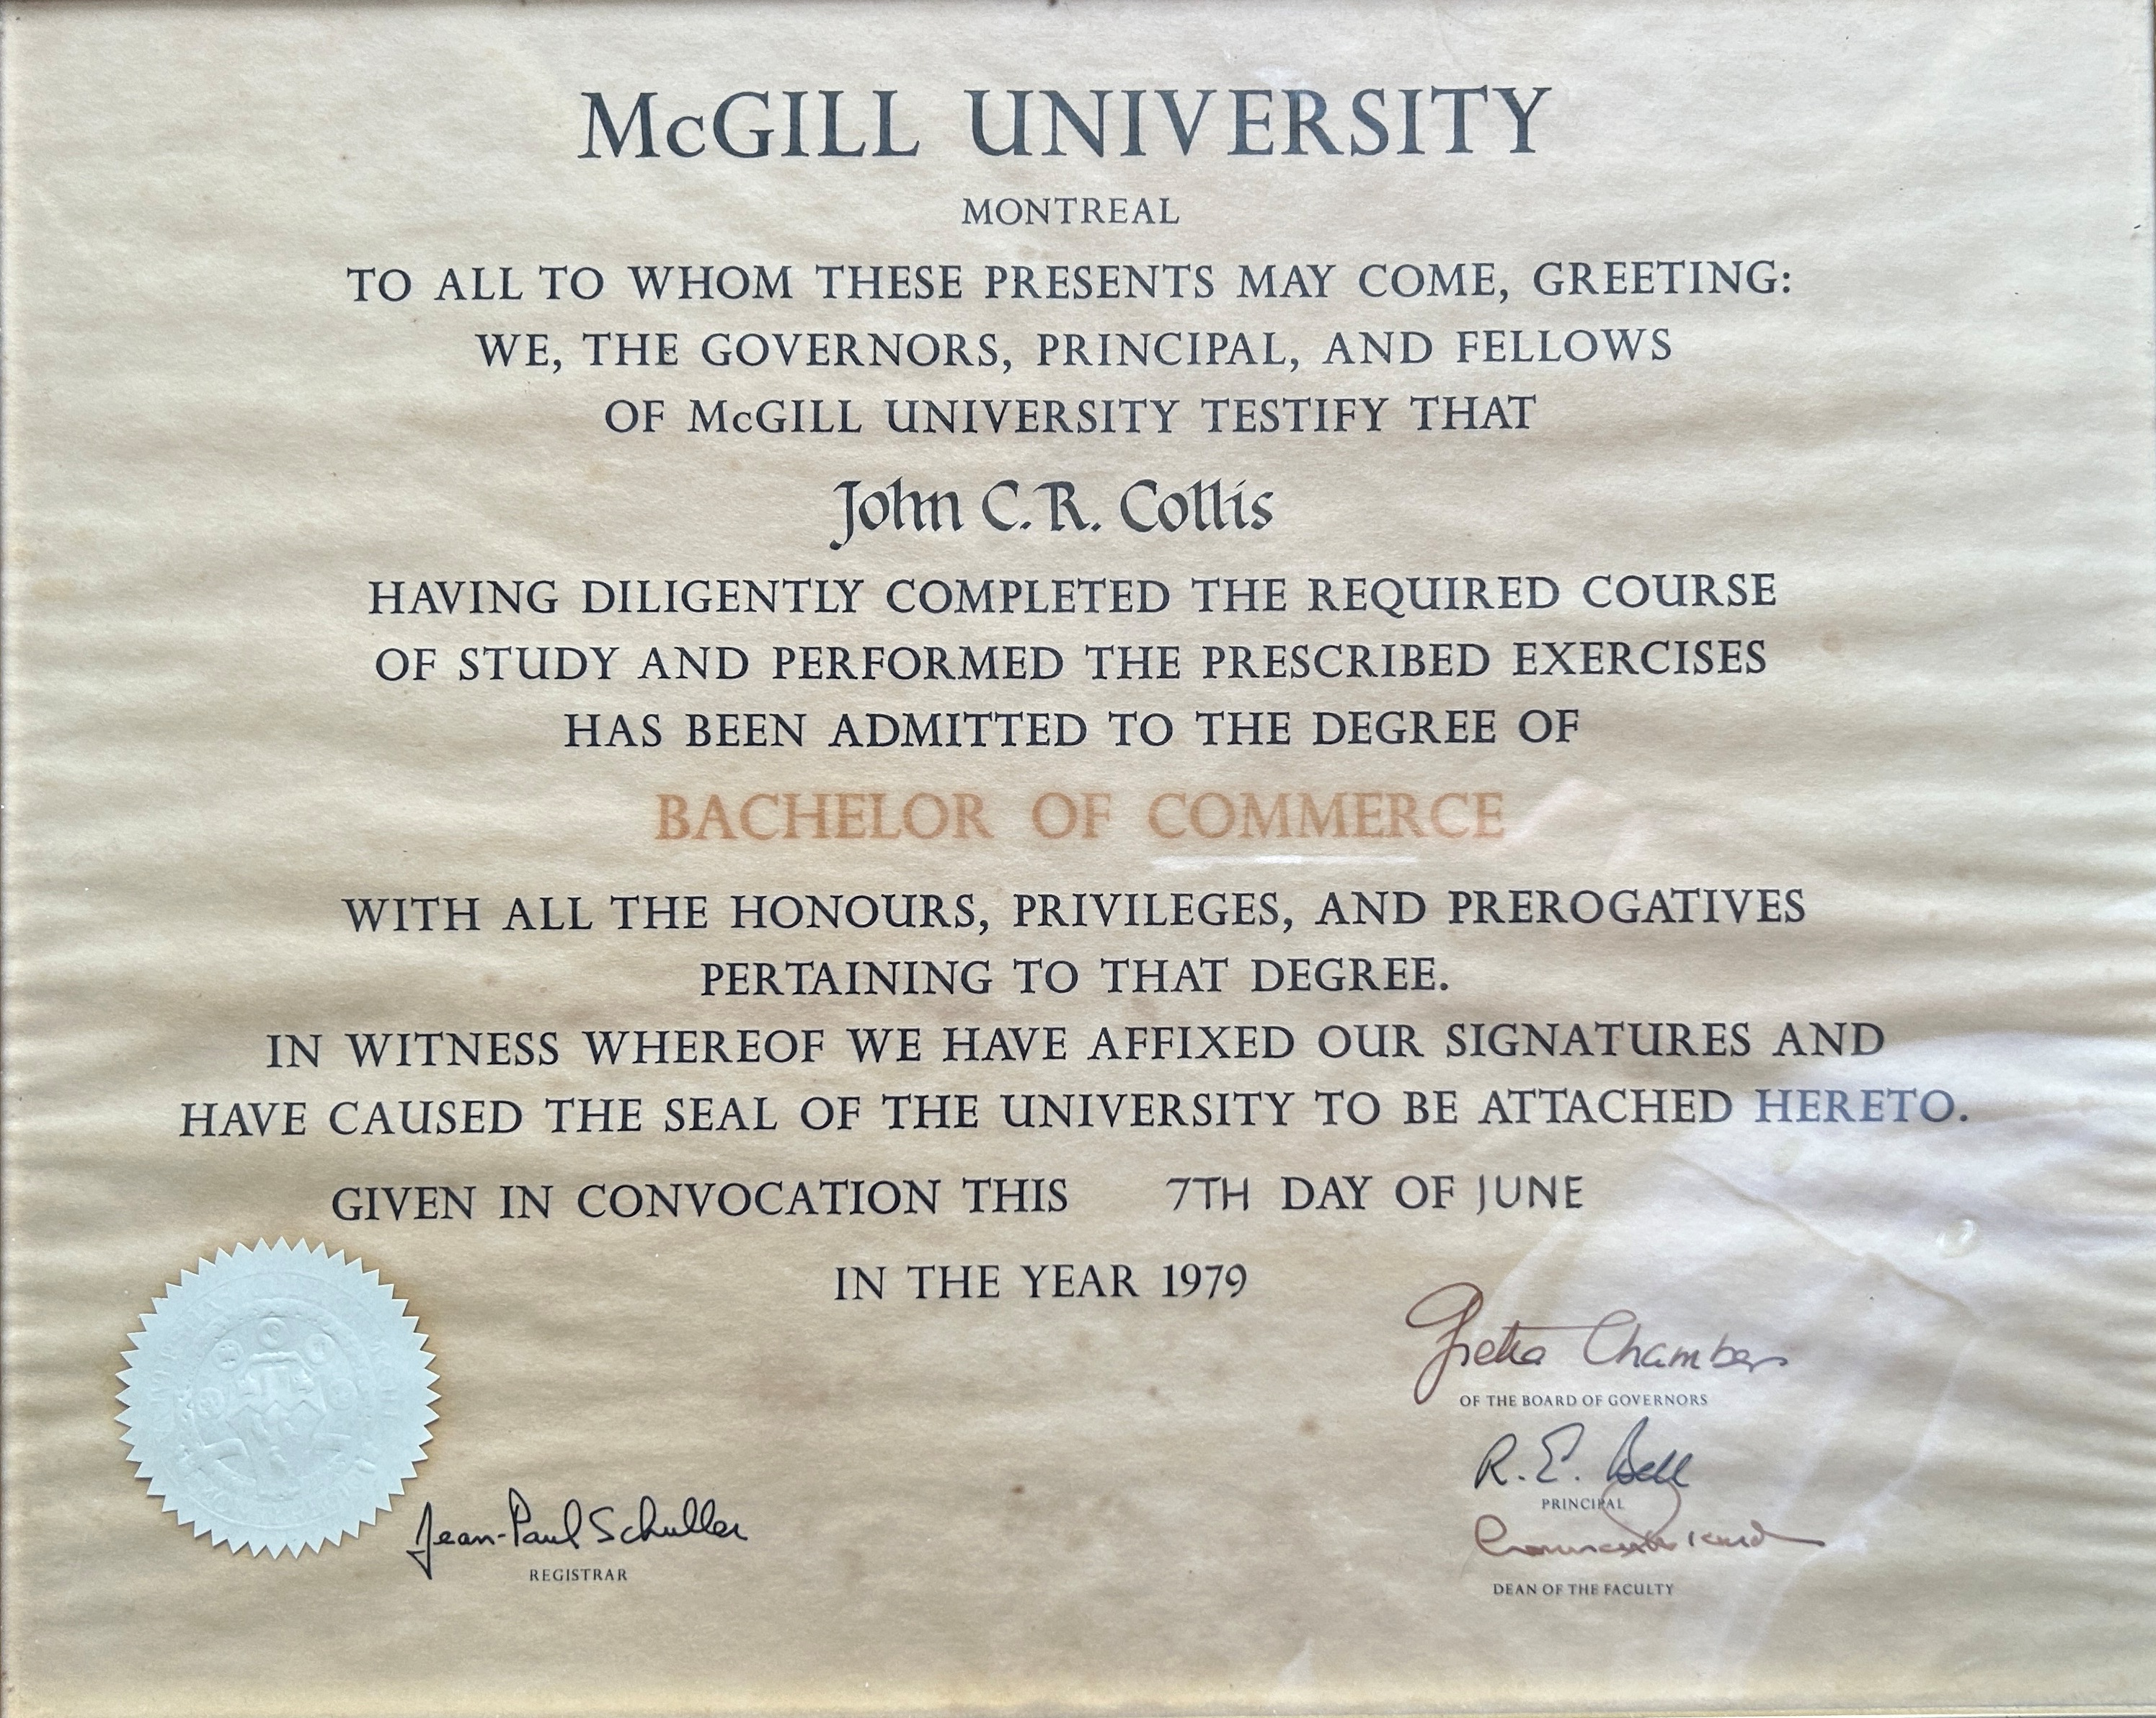 McGILL UNIVERSITY
MONTREAL
TO ALL TO WHOM THESE PRESENTS MAY COME, GREETING:
WE, THE GOVERNORS, PRINCIPAL, AND FELLOWS
OF McGILL UNIVERSITY TESTIFY THAT
John C. R. Collis
HAVING DILIGENTLY COMPLETED THE REQUIRED COURSE
OF STUDY AND PERFORMED THE PRESCRIBED EXERCISES
HAS BEEN ADMITTED TO THE DEGREE OF
BACHELOR OF COMMERCE
WITH ALL THE HONOURS, PRIVILEGES, AND PREROGATIVES
PERTAINING TO THAT DEGREE.
IN WITNESS WHEREOF WE HAVE AFFIXED OUR SIGNATURES AND
HAVE CAUSED THE SEAL OF THE UNIVERSITY TO BE ATTACHED HERETO.
GIVEN IN CONVOCATION THIS 7TH DAY OF JUNE
IN THE YEAR 1979
Gretta Chambers
OF THE BOARD OF GOVERNORS
R. E. Bell
PRINCIPAL
Jean-Paul Schuller
REGISTRAR
DEAN OF THE FACULTY